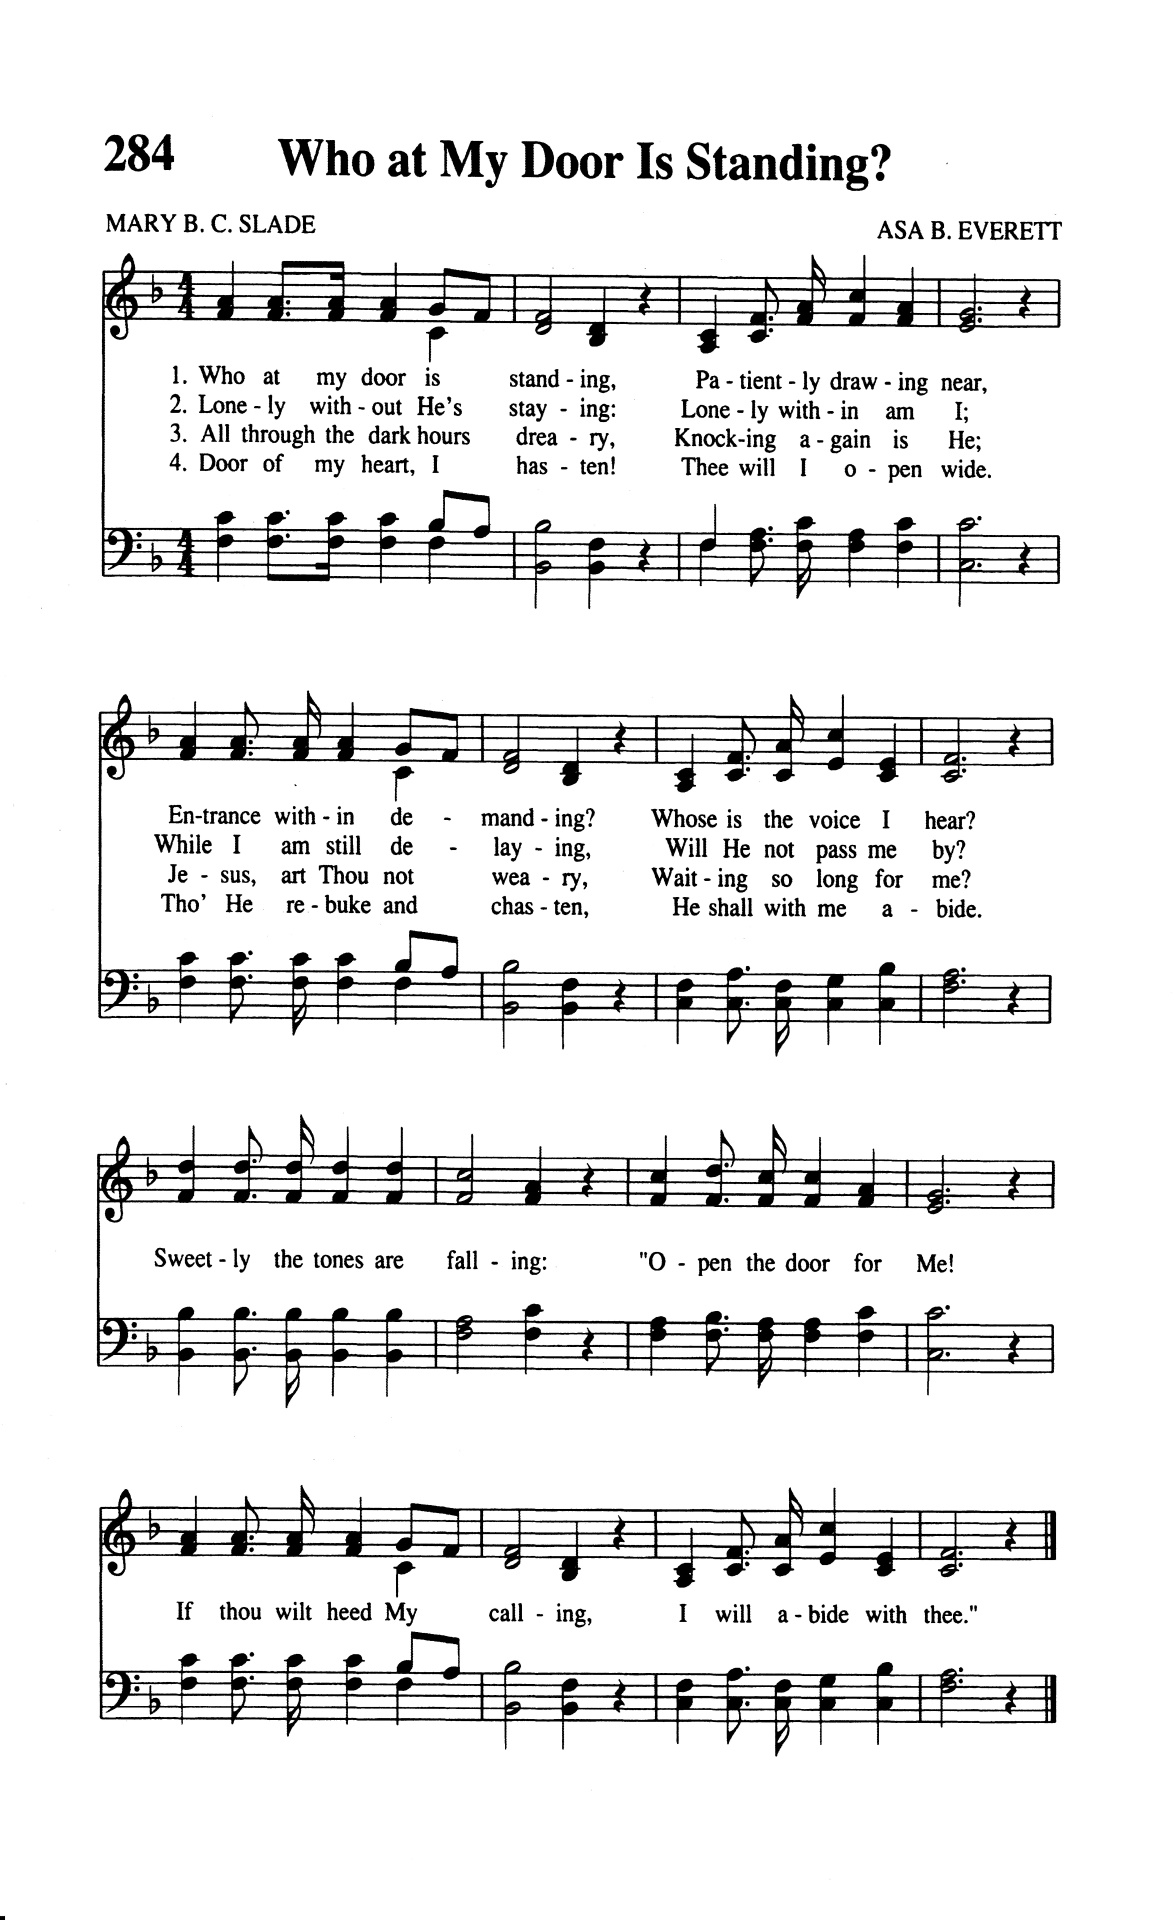 284 Who at My Door Is Standing?
MARY B. C. SLADE ASA B. EVERETT
1. Who at my door is stand - ing, Pa - tient - ly draw - ing near,
2. Lone - ly with - out He's stay - ing: Lone - ly with - in am I;
3. All through the dark hours drea - ry, Knock-ing a - gain is He;
4. Door of my heart, I has - ten! Thee will I o - pen wide.
En-trance with - in de - mand - ing? Whose is the voice I hear?
While I am still de - lay - ing, Will He not pass me by?
Je - sus, art Thou not wea - ry, Wait - ing so long for me?
Tho' He re - buke and chas - ten, He shall with me a - bide.
Sweet - ly the tones are fall - ing: "O - pen the door for Me!
If thou wilt heed My call - ing, I will a - bide with thee."